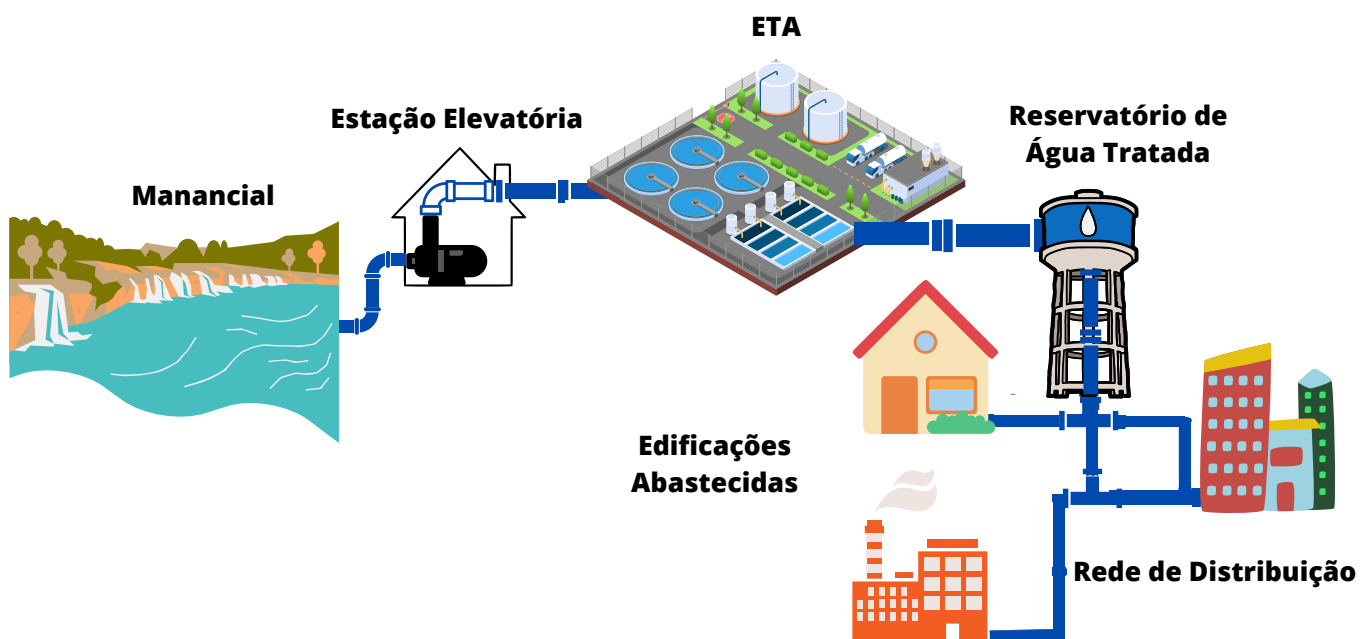 ETA
Estação Elevatória
Reservatório de
Água Tratada
Manancial
Edificações
Abastecidas
Rede de Distribuição